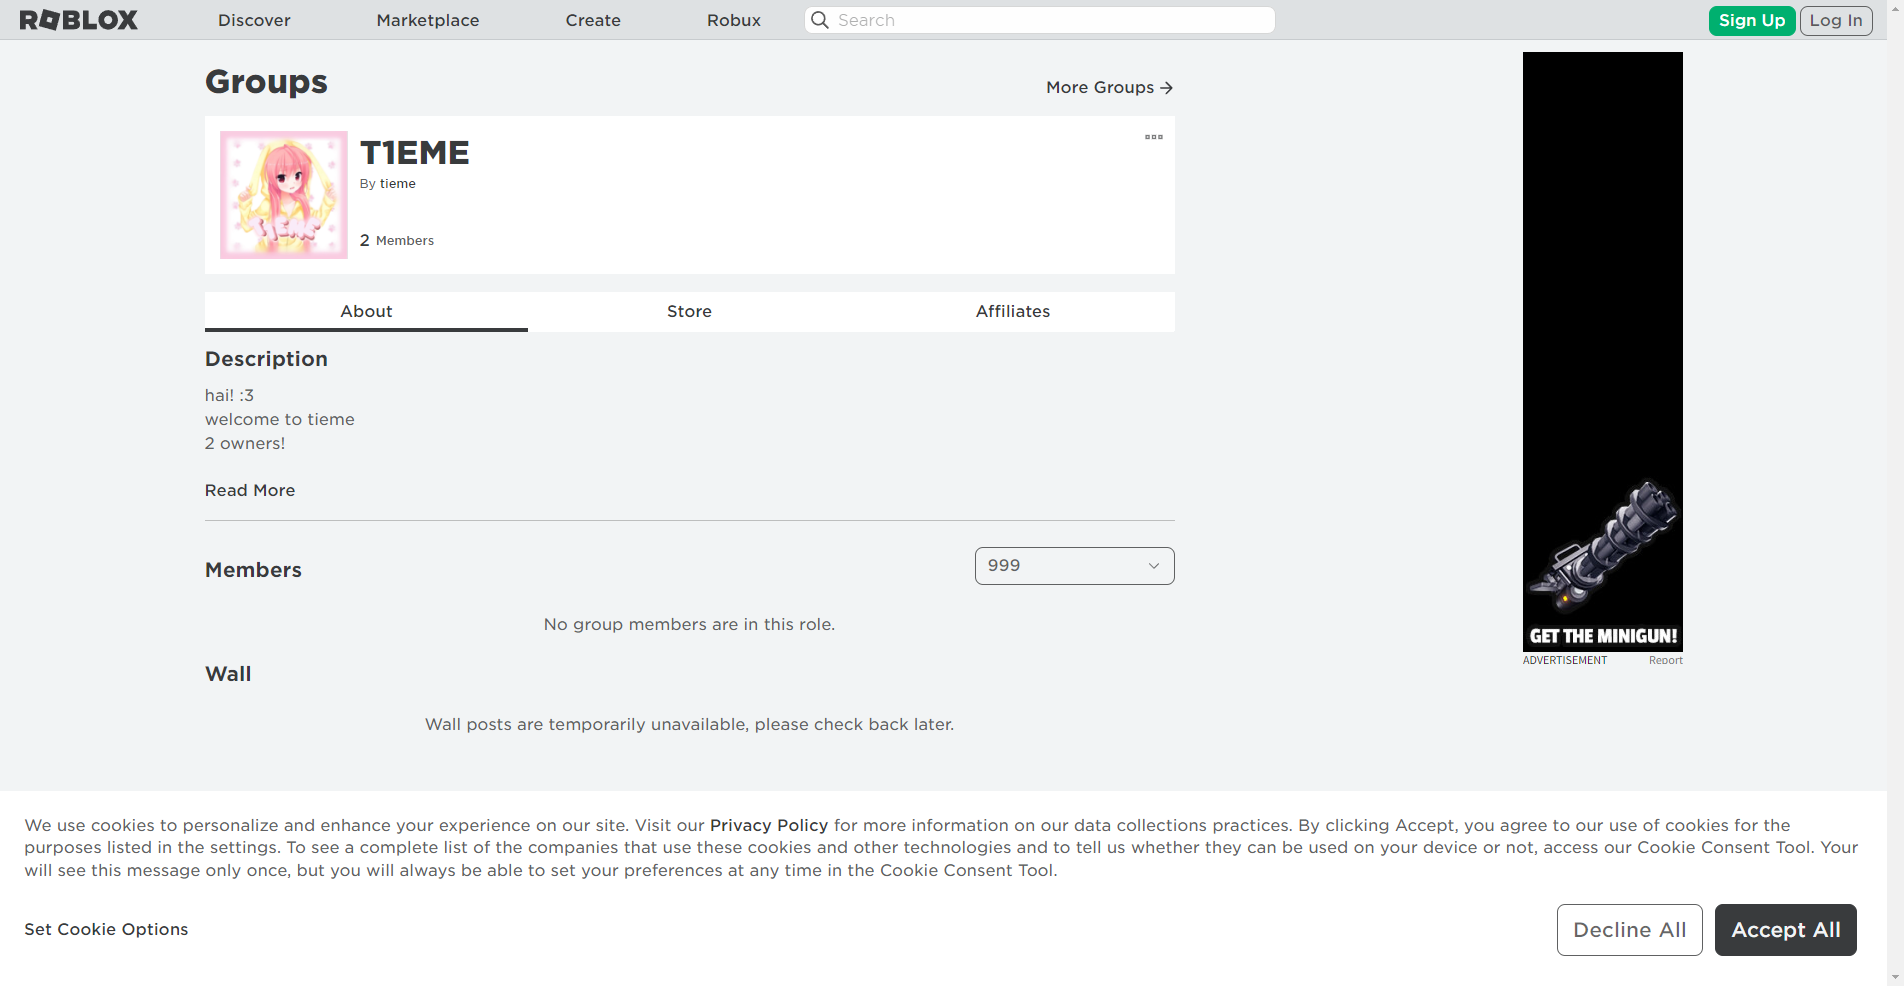 ROBLOX
Discover
Marketplace
Create
Robux
Search
Sign Up
Log In
Groups
More Groups
T1EME
T1EME
By tieme
2 Members
About
Store
Affiliates
Description
hai! :3
welcome to tieme
2 owners!
Read More
Members
999
No group members are in this role.
Wall
Wall posts are temporarily unavailable, please check back later.
GET THE MINIGUN!
ADVERTISEMENT
Report
We use cookies to personalize and enhance your experience on our site. Visit our Privacy Policy for more information on our data collections practices. By clicking Accept, you agree to our use of cookies for the
purposes listed in the settings. To see a complete list of the companies that use these cookies and other technologies and to tell us whether they can be used on your device or not, access our Cookie Consent Tool. Your
will see this message only once, but you will always be able to set your preferences at any time in the Cookie Consent Tool.
Set Cookie Options
Decline All
Accept All